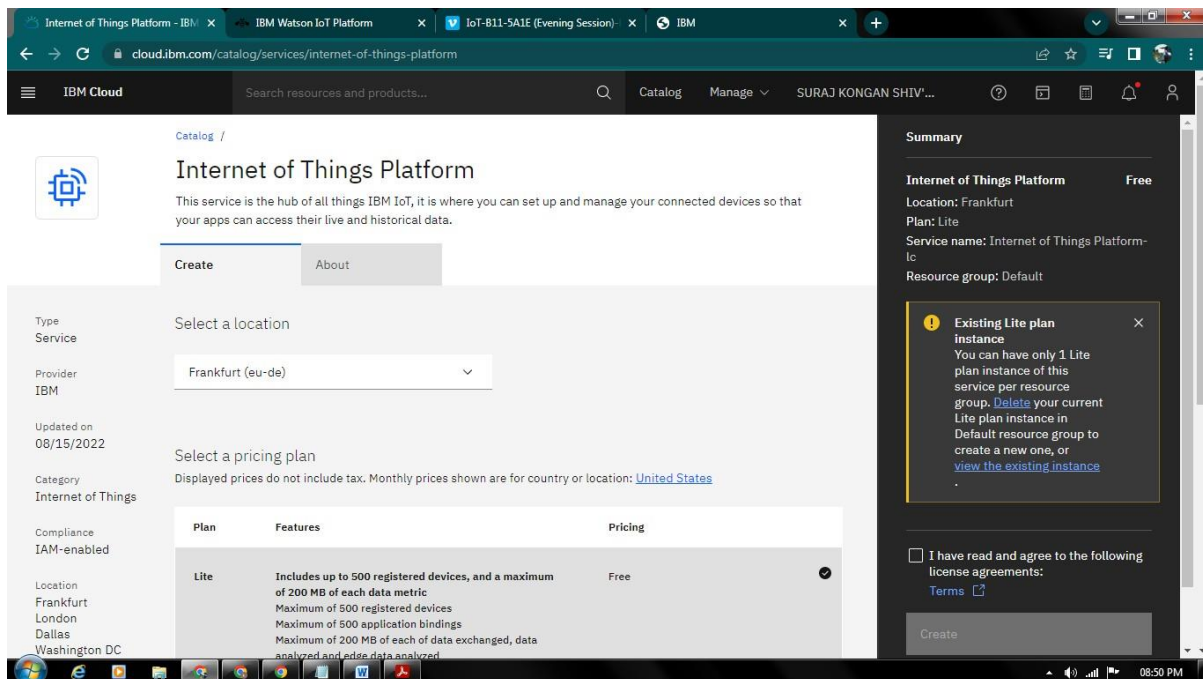 Internet of Things Platform - IBM
IBM Watson IoT Platform
IoT-B11-5A1E (Evening Session)-
IBM
cloud.ibm.com/catalog/services/internet-of-things-platform
IBM Cloud
Search resources and products...
Catalog
Manage
SURAJ KONGAN SHIV'...
Catalog /
Internet of Things Platform
This service is the hub of all things IBM IoT, it is where you can set up and manage your connected devices so that
your apps can access their live and historical data.
Create
About
Type
Service
Provider
IBM
Updated on
08/15/2022
Category
Internet of Things
Compliance
IAM-enabled
Location
Frankfurt
London
Dallas
Washington DC
Select a location
Frankfurt (eu-de)
Select a pricing plan
Displayed prices do not include tax. Monthly prices shown are for country or location: United States
Plan Features Pricing
Lite Includes up to 500 registered devices, and a maximum Free
of 200 MB of each data metric
Maximum of 500 registered devices
Maximum of 500 application bindings
Maximum of 200 MB of each of data exchanged, data
analyzed and edge data analyzed
Summary
Internet of Things Platform Free
Location: Frankfurt
Plan: Lite
Service name: Internet of Things Platform-
lc
Resource group: Default
Existing Lite plan
instance
You can have only 1 Lite
plan instance of this
service per resource
group. Delete your current
Lite plan instance in
Default resource group to
create a new one, or
view the existing instance
.
I have read and agree to the following
license agreements:
Terms
Create
08:50 PM